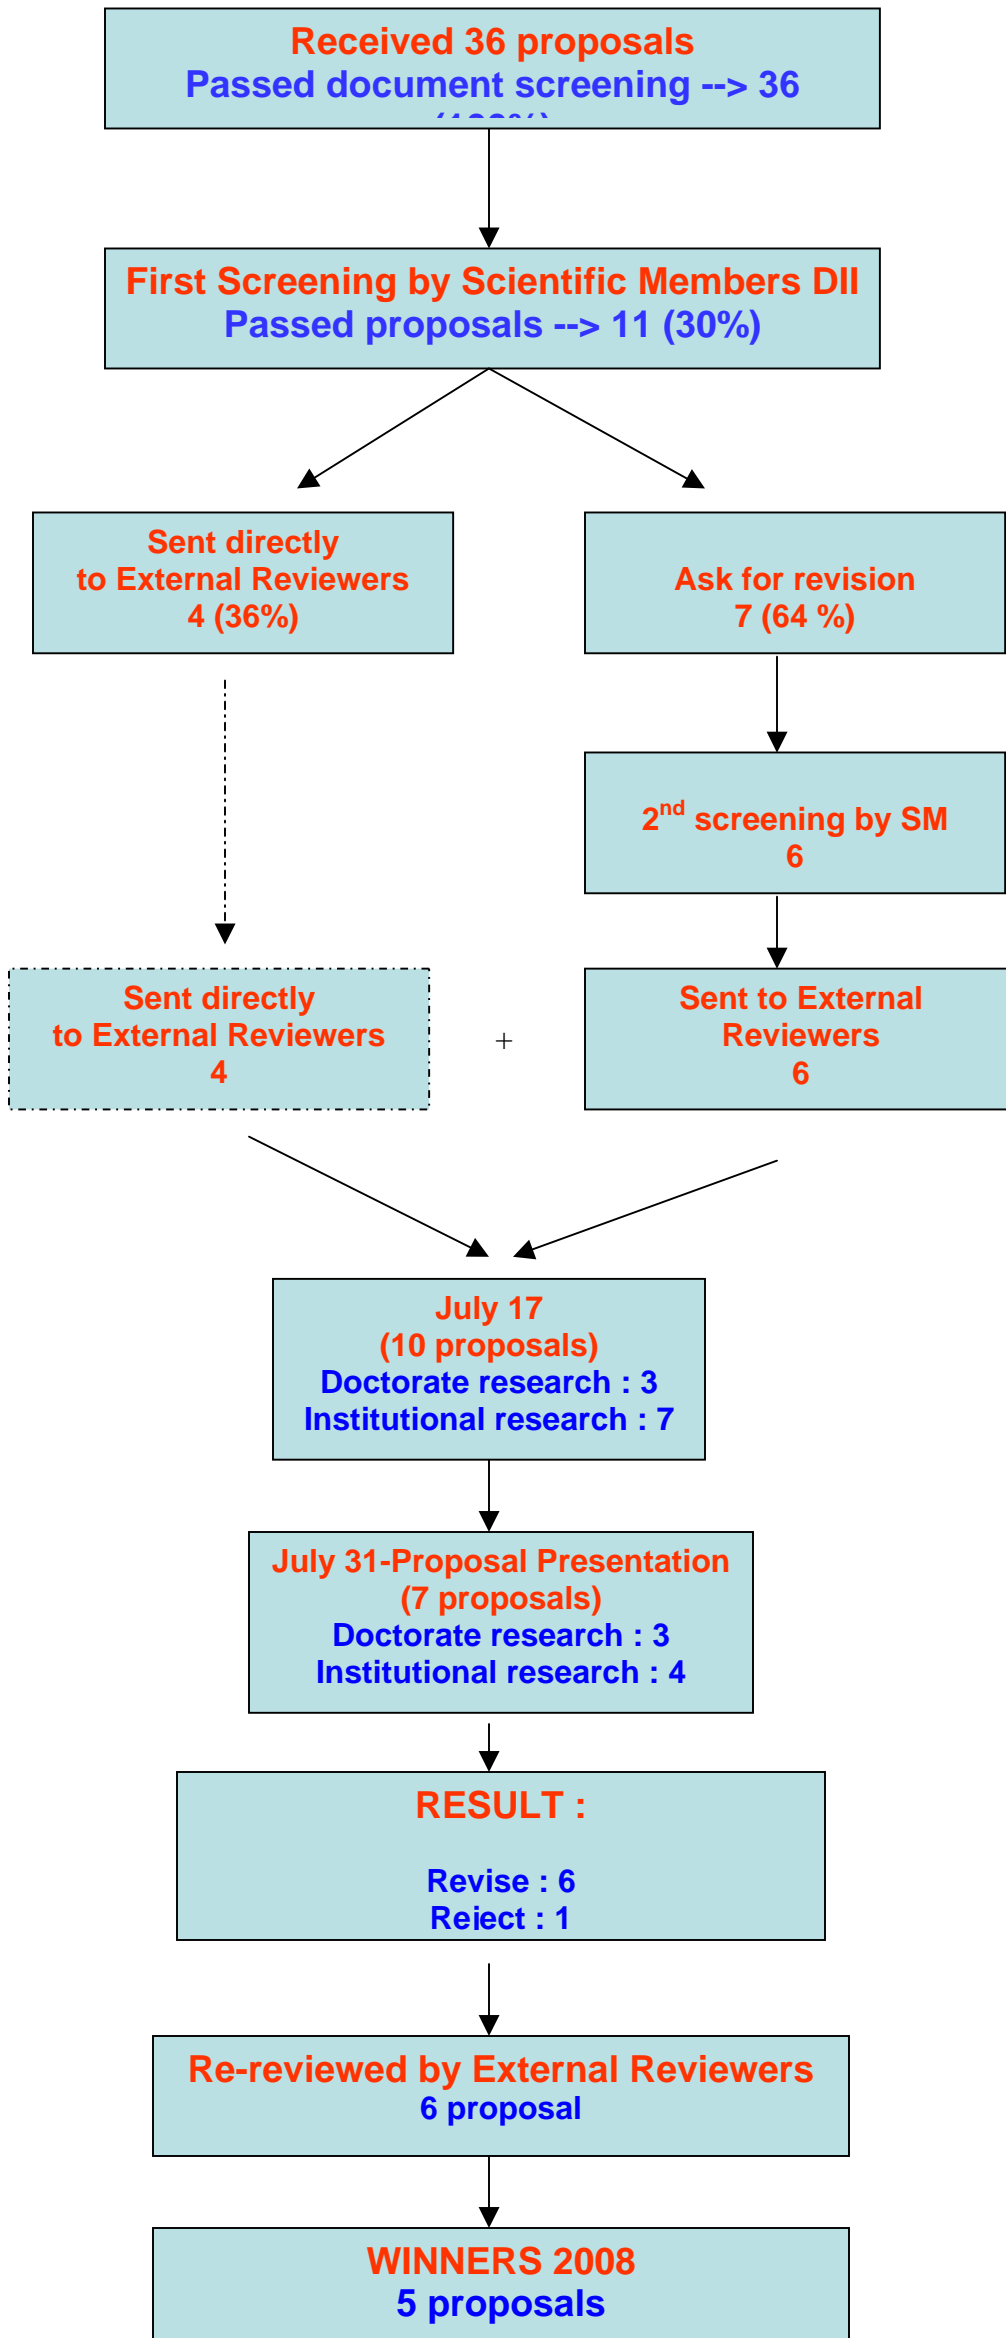 Received 36 proposals
Passed document screening --> 36
First Screening by Scientific Members DII
Passed proposals --> 11 (30%)
Sent directly
to External Reviewers
4 (36%)
Ask for revision
7 (64 %)
2nd screening by SM
6
Sent directly
to External Reviewers
4
+
Sent to External
Reviewers
6
July 17
(10 proposals)
Doctorate research : 3
Institutional research : 7
July 31-Proposal Presentation
(7 proposals)
Doctorate research : 3
Institutional research : 4
RESULT :
Revise : 6
Reject : 1
Re-reviewed by External Reviewers
6 proposal
WINNERS 2008
5 proposals